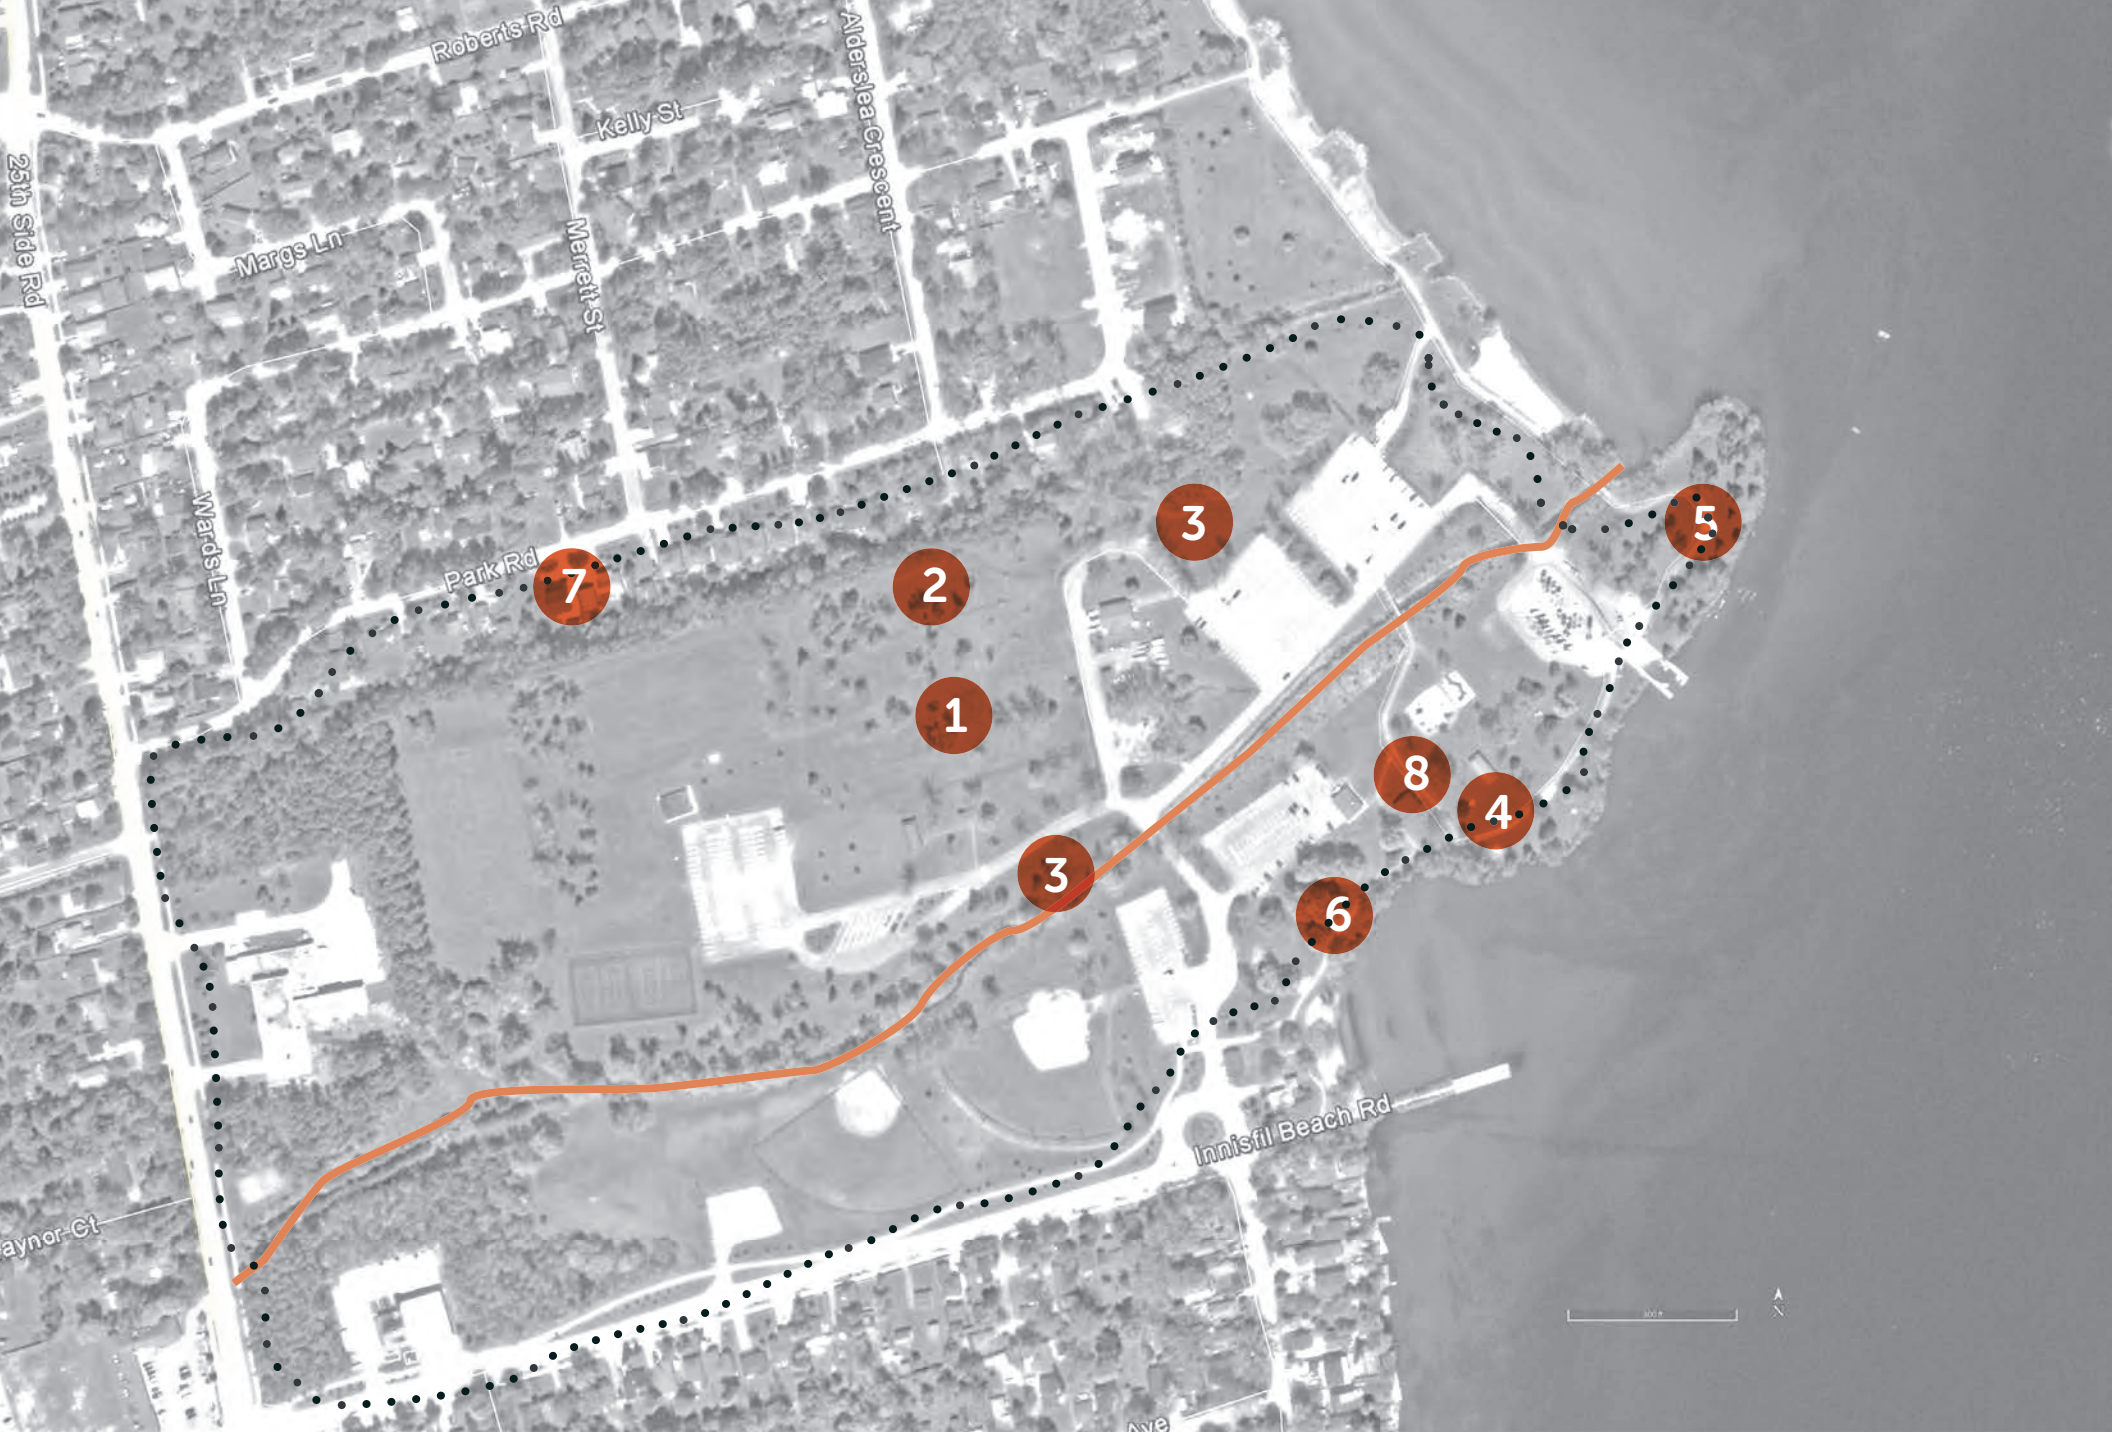 Roberts Rd
Alderslea Crescent
Kelly St
25th Side Rd
Margs Ln
Merrett St
Wards Ln
Park Rd
3
5
7
2
1
8
4
3
6
Innisfil Beach Rd
aynor Ct
N
Ave